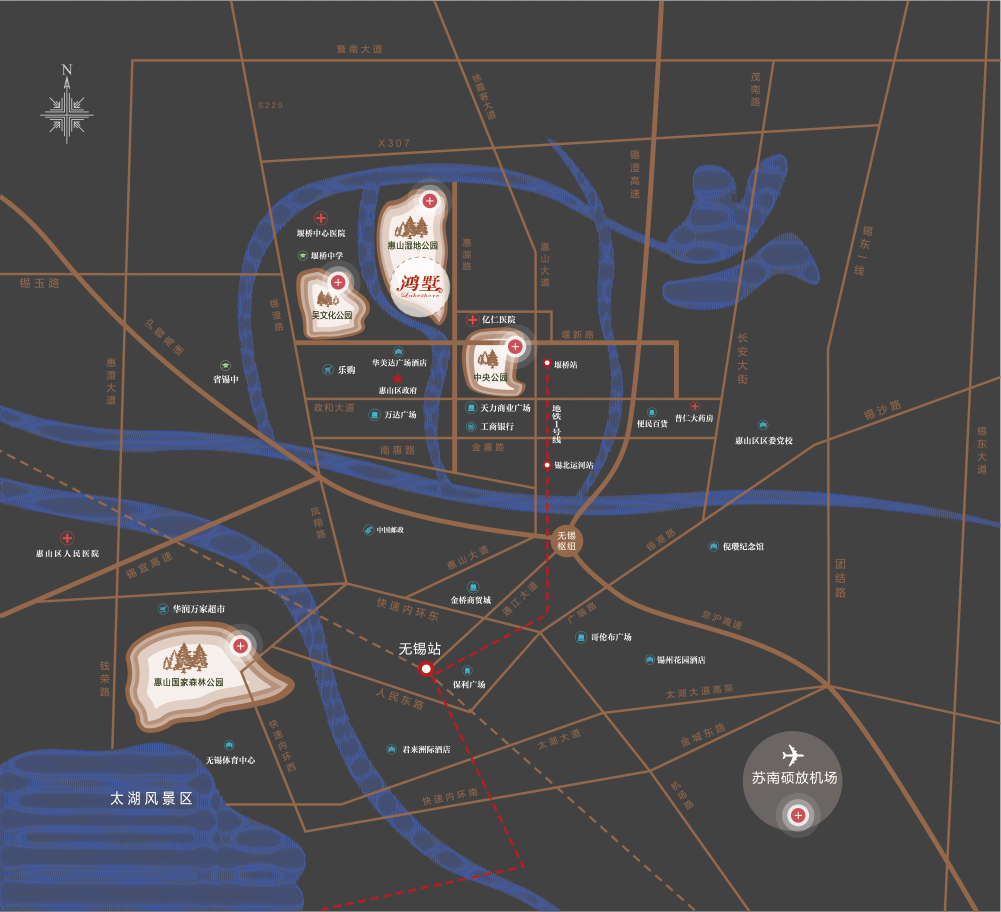 暨南大道
N
徐霞客大道
茂南路
S229
X307
锡澄高速
堰桥中心医院
惠山湿地公园
惠源路
惠山大道
锡东一线
堰桥中学
锡玉路
鸿墅
Lakeshore
吴文化公园
锡澄路
亿仁医院
堰新路
长安大街
惠澄大道
华美达广场酒店
乐购
中央公园
堰桥站
省锡中
惠山区政府
政和大道
万达广场
天力商业广场
工商银行
地铁1号线
便民百货
普仁大药房
锡沙路
惠山区区委党校
锡东大道
南惠路
金惠路
锡北运河站
凤翔路
中国邮政
无锡
枢纽
锡港路
倪瓒纪念馆
惠山区人民医院
锡宜高速
惠山大道
团结路
金桥商贸城
通江大道
华润万家超市
快速内环东
广瑞路
京沪高速
无锡站
哥伦布广场
锡州花园酒店
惠山国家森林公园
钱荣路
保利广场
人民东路
太湖大道高架
快速内环西
无锡体育中心
君来洲际酒店
太湖大道
金城东路
苏南硕放机场
太湖风景区
快速内环南
机场路